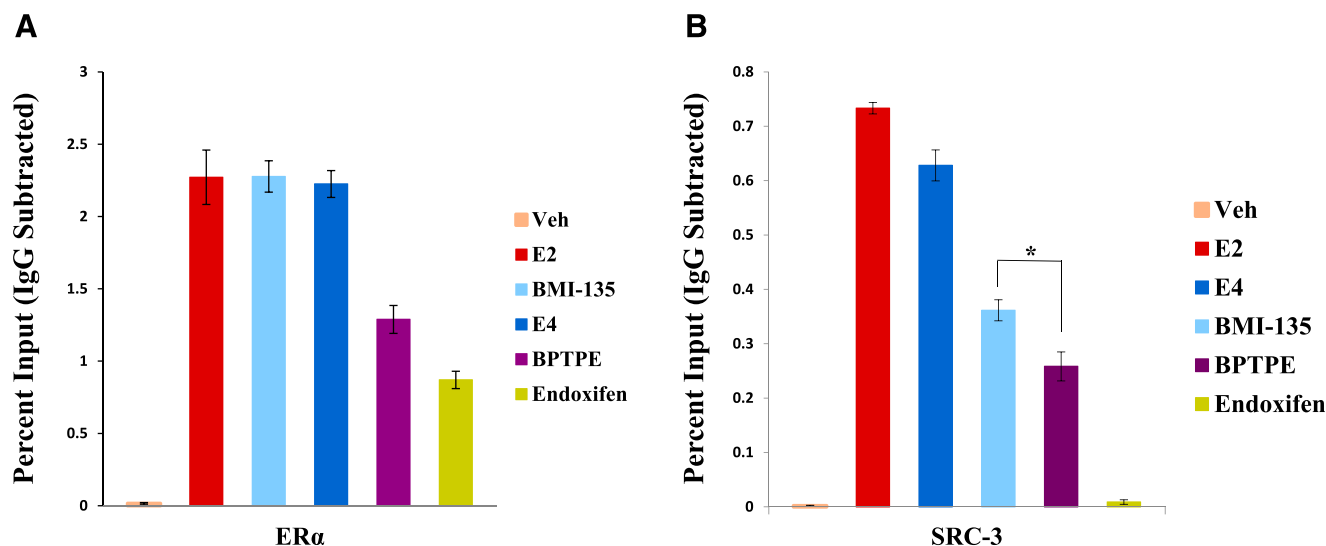 A
Percent Input (IgG Subtracted)
3
2.5
2
1.5
1
0.5
0
ERα
Veh
E2
BMI-135
E4
BPTPE
Endoxifen
B
Percent Input (IgG Subtracted)
0.8
0.7
0.6
0.5
0.4
0.3
0.2
0.1
0
*
SRC-3
Veh
E2
E4
BMI-135
BPTPE
Endoxifen